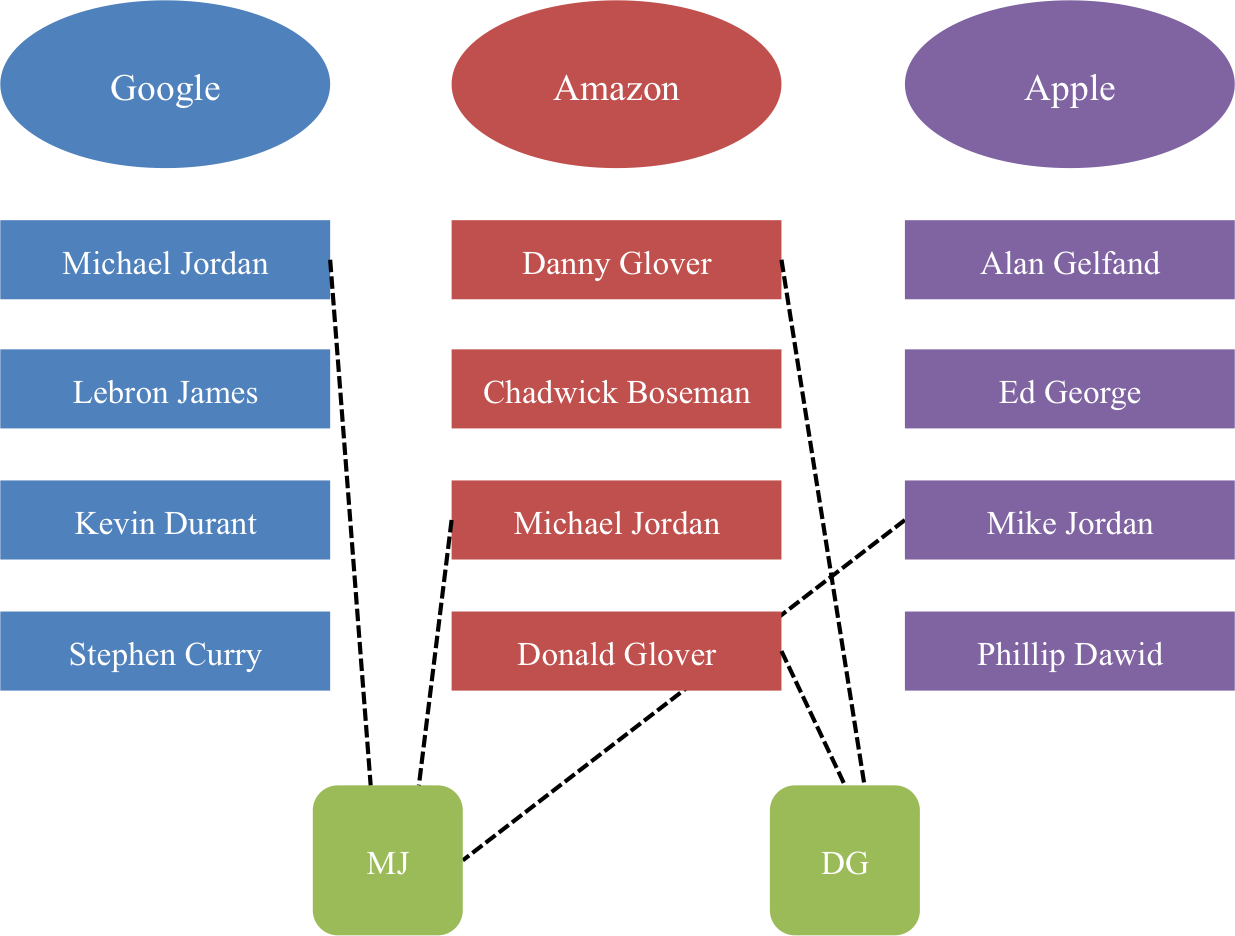 Google
Amazon
Apple
Michael Jordan
Danny Glover
Alan Gelfand
Lebron James
Chadwick Boseman
Ed George
Kevin Durant
Michael Jordan
Mike Jordan
Stephen Curry
Donald Glover
Phillip Dawid
MJ
DG